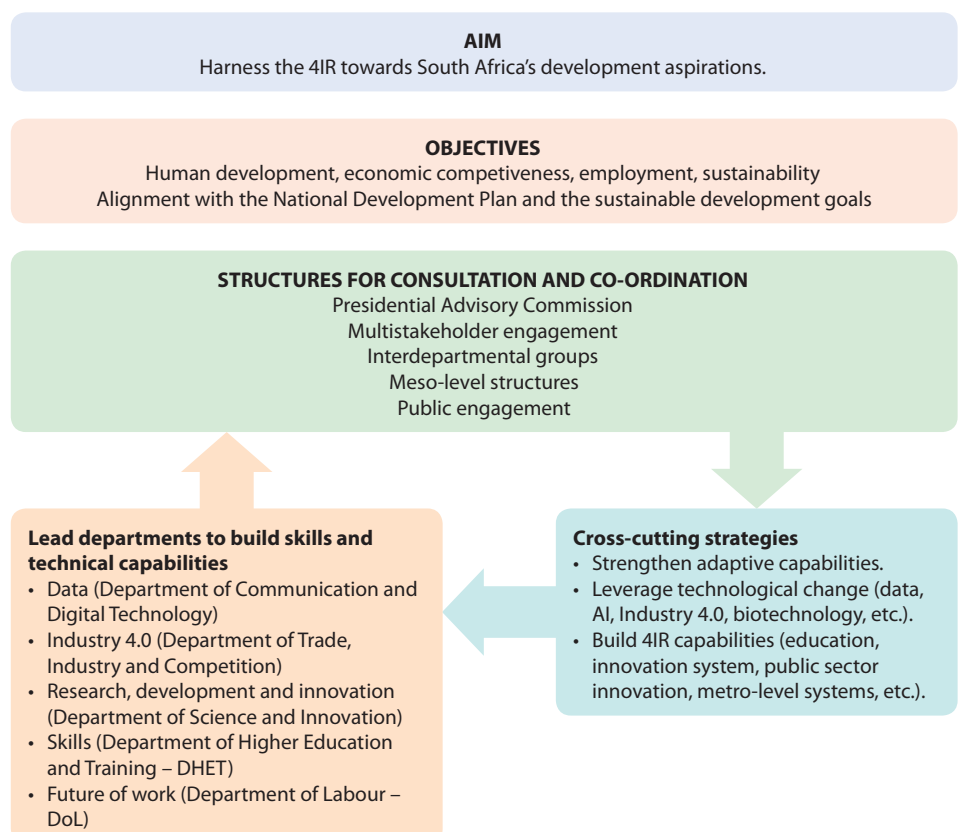 AIM
Harness the 4IR towards South Africa’s development aspirations.
OBJECTIVES
Human development, economic competiveness, employment, sustainability
Alignment with the National Development Plan and the sustainable development goals
STRUCTURES FOR CONSULTATION AND CO-ORDINATION
Presidential Advisory Commission
Multistakeholder engagement
Interdepartmental groups
Meso-level structures
Public engagement
Lead departments to build skills and
technical capabilities
• Data (Department of Communication and
Digital Technology)
• Industry 4.0 (Department of Trade,
Industry and Competition)
• Research, development and innovation
(Department of Science and Innovation)
• Skills (Department of Higher Education
and Training – DHET)
• Future of work (Department of Labour –
DoL)
Cross-cutting strategies
• Strengthen adaptive capabilities.
• Leverage technological change (data,
AI, Industry 4.0, biotechnology, etc.).
• Build 4IR capabilities (education,
innovation system, public sector
innovation, metro-level systems, etc.).